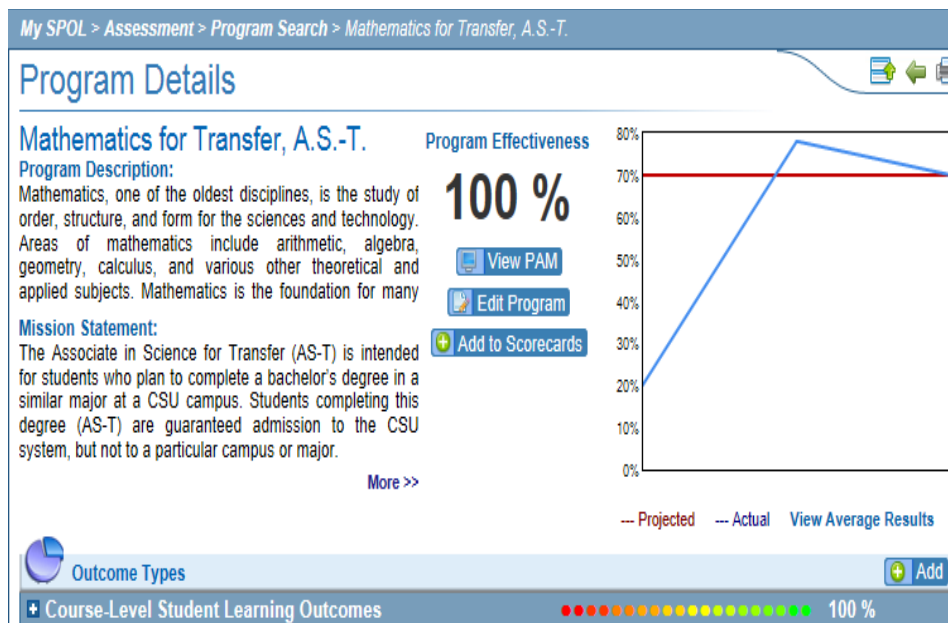 My SPOL > Assessment > Program Search > Mathematics for Transfer, A.S.-T.
Program Details
Mathematics for Transfer, A.S.-T.
Program Description:
Mathematics, one of the oldest disciplines, is the study of
order, structure, and form for the sciences and technology.
Areas of mathematics include arithmetic, algebra,
geometry, calculus, and various other theoretical and
applied subjects. Mathematics is the foundation for many
Mission Statement:
The Associate in Science for Transfer (AS-T) is intended
for students who plan to complete a bachelor's degree in a
similar major at a CSU campus. Students completing this
degree (AS-T) are guaranteed admission to the CSU
system, but not to a particular campus or major.
More >>
Program Effectiveness
100 %
View PAM
Edit Program
Add to Scorecards
80%
70%
60%
50%
40%
30%
20%
10%
0%
--- Projected --- Actual View Average Results
Outcome Types
Add
Course-Level Student Learning Outcomes 100 %